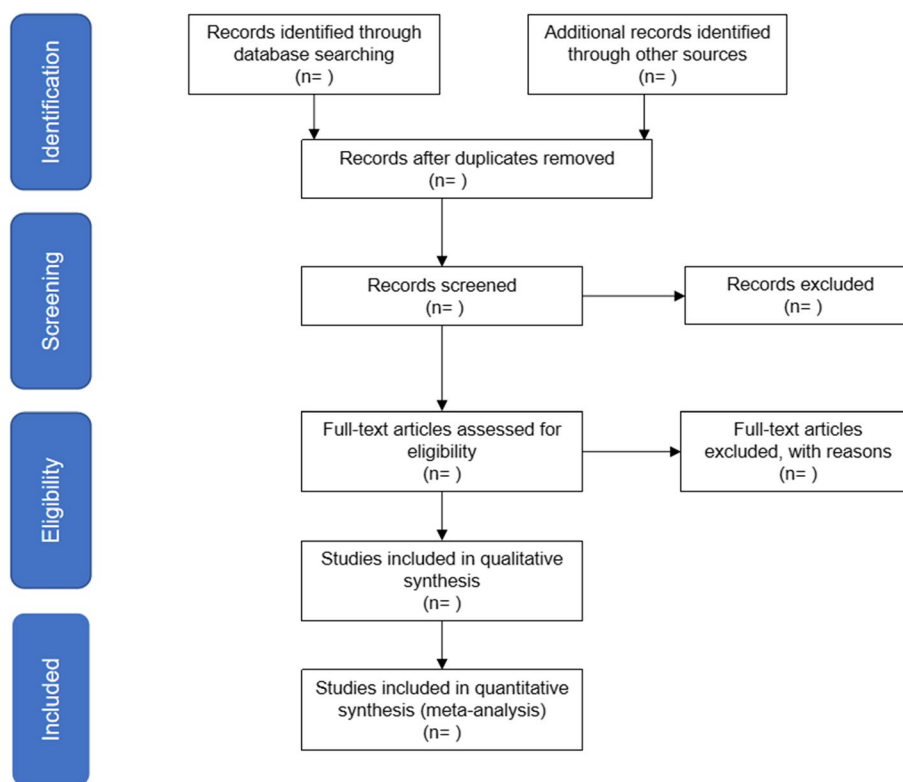 Identification
Records identified through
database searching
(n= )
Additional records identified
through other sources
(n= )
Records after duplicates removed
(n= )
Screening
Records screened
(n= )
Records excluded
(n= )
Eligibility
Full-text articles assessed for
eligibility
(n= )
Full-text articles
excluded, with reasons
(n= )
Studies included in qualitative
synthesis
(n= )
Included
Studies included in quantitative
synthesis (meta-analysis)
(n= )